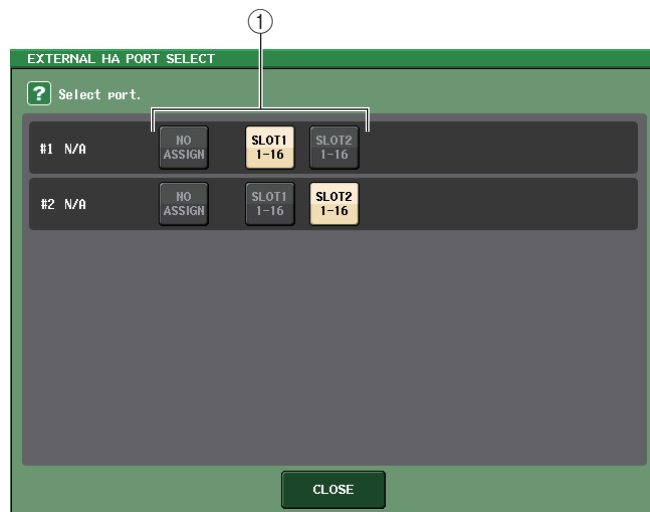 ①
EXTERNAL HA PORT SELECT
? Select port.
#1 N/A NO ASSIGN SLOT1 1-16 SLOT2 1-16
#2 N/A NO ASSIGN SLOT1 1-16 SLOT2 1-16
CLOSE